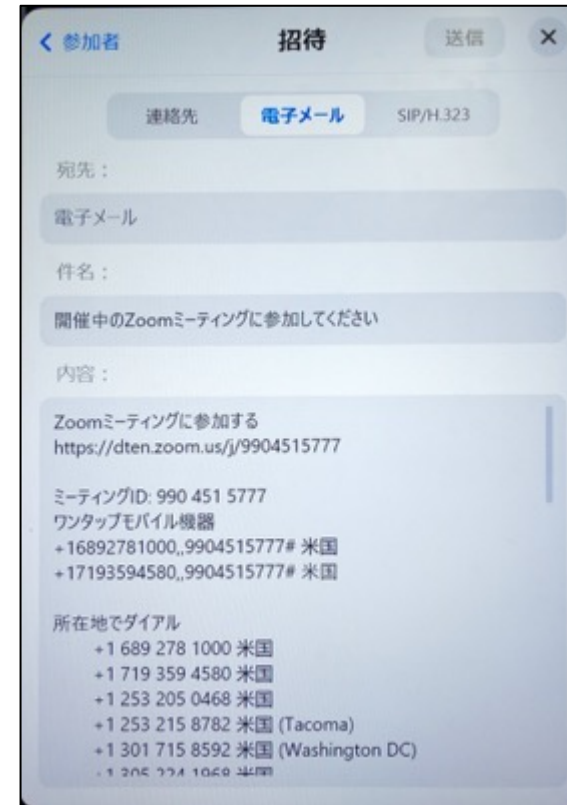 参加者
招待
送信
連絡先
電子メール
SIP/H.323
宛先：
電子メール
件名：
開催中のZoomミーティングに参加してください
内容：
Zoomミーティングに参加する
https://dten.zoom.us/j/9904515777
ミーティングID: 990 451 5777
ワンタップモバイル機器
+16892781000,,9904515777# 米国
+17193594580,,9904515777# 米国
所在地でダイアル
+1 689 278 1000 米国
+1 719 359 4580 米国
+1 253 205 0468 米国
+1 253 215 8782 米国 (Tacoma)
+1 301 715 8592 米国 (Washington DC)
+1 305 224 1968 米国